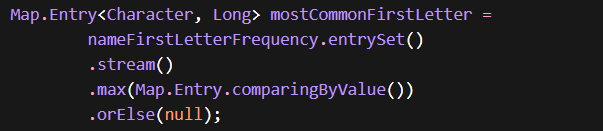 Map.Entry<Character, Long> mostCommonFirstLetter =
nameFirstLetterFrequency.entrySet()
.stream()
.max(Map.Entry.comparingByValue())
.orElse(null);